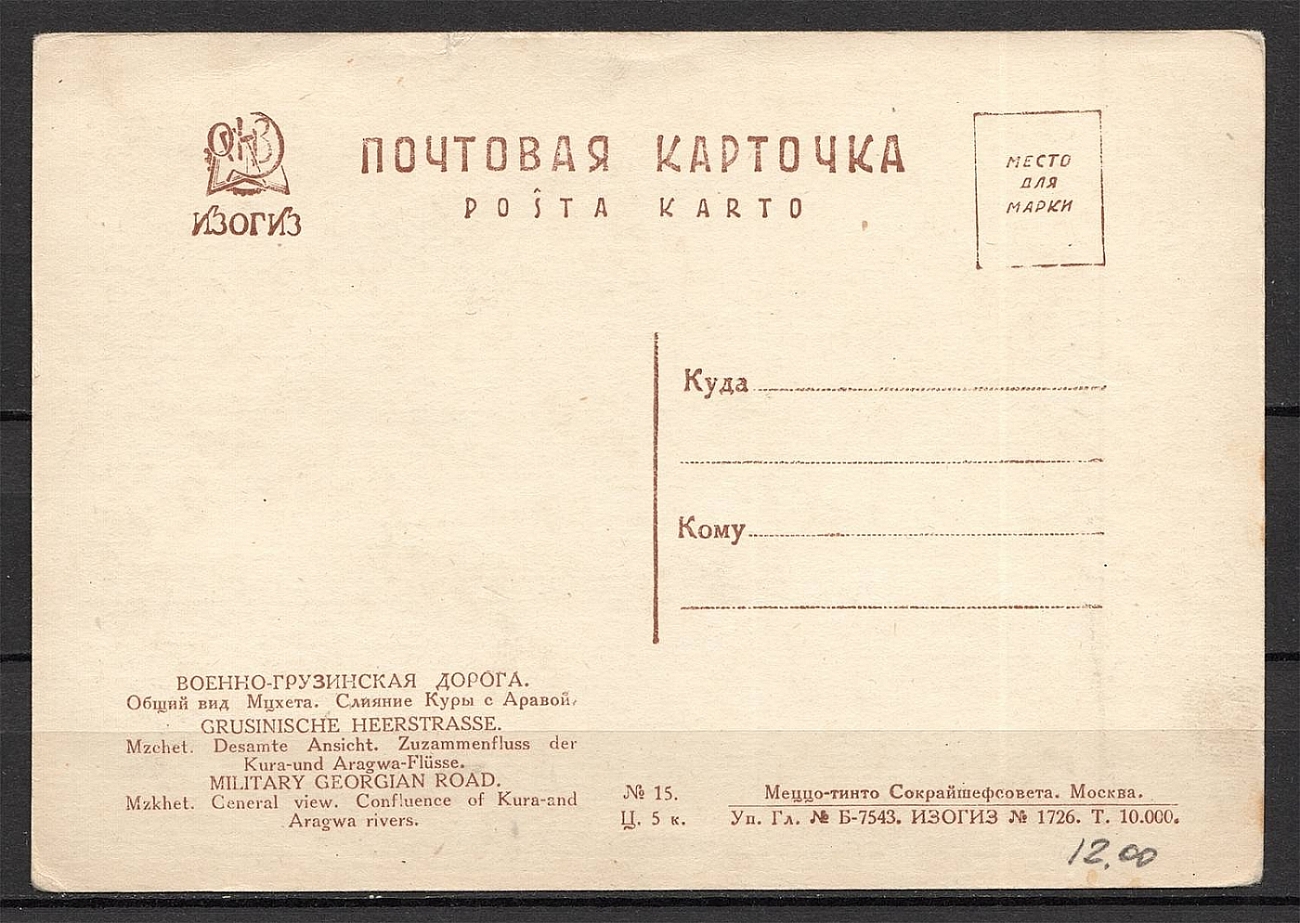 ИЗОГИЗ
ПОЧТОВАЯ КАРТОЧКА
POŜTA KARTO
МЕСТО
ДЛЯ
МАРКИ
Куда
Кому
ВОЕННО-ГРУЗИНСКАЯ ДОРОГА.
Общий вид Мцхета. Слияние Куры с Аравой.
GRUSINISCHE HEERSTRASSE.
Mzchet. Desamte Ansicht. Zuzammenfluss der
Kura-und Aragwa-Flüsse.
MILITARY GEORGIAN ROAD.
Mzkhet. Ceneral view. Confluence of Kura-and
Aragwa rivers.
№ 15.
Ц. 5 к.
Меццо-тинто Сокрайшефсовета. Москва.
Уп. Гл. № Б-7543. ИЗОГИЗ № 1726. Т. 10.000.
12.00